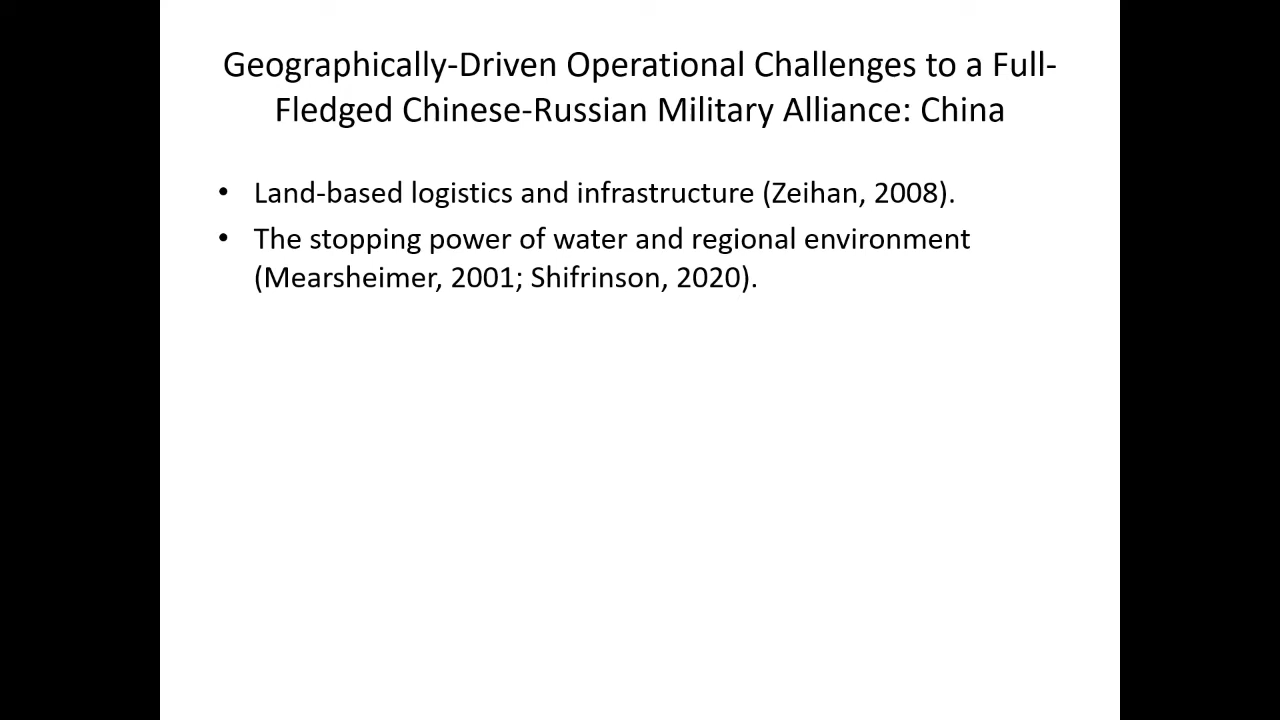 Geographically-Driven Operational Challenges to a Full-
Fledged Chinese-Russian Military Alliance: China
• Land-based logistics and infrastructure (Zeihan, 2008).
• The stopping power of water and regional environment
(Mearsheimer, 2001; Shifrinson, 2020).